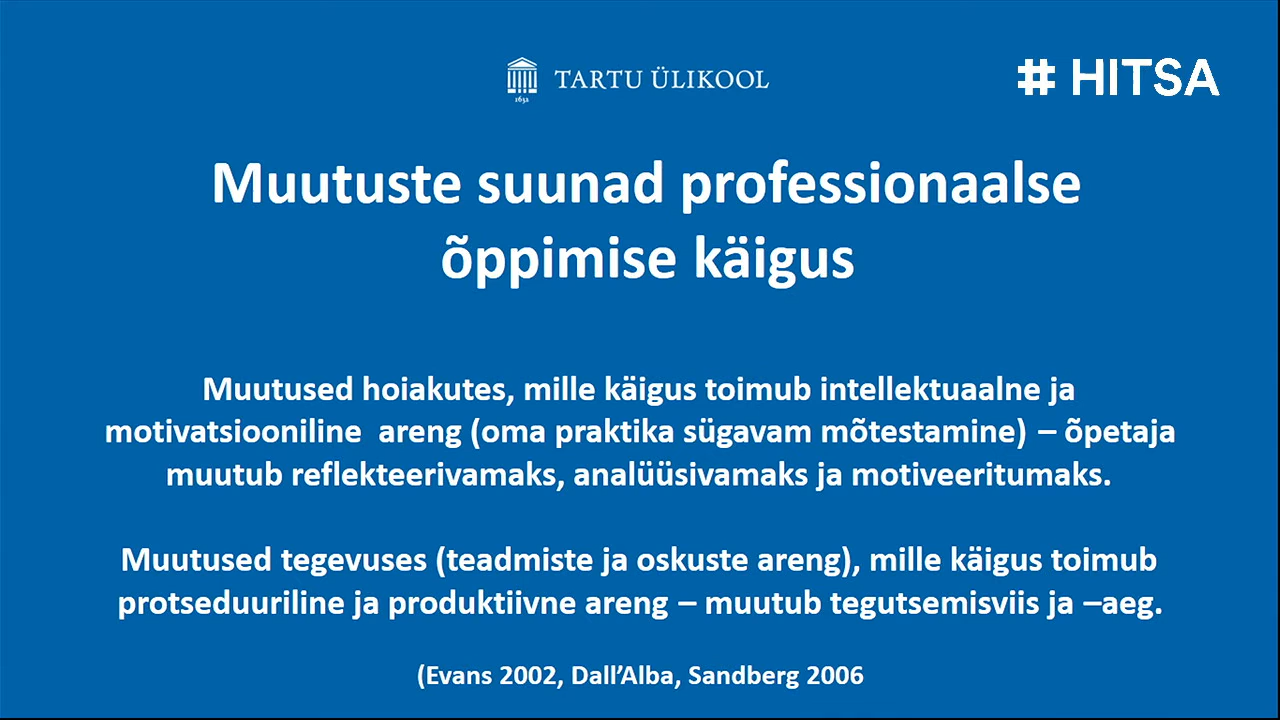 TARTU ÜLIKOOL
1632
# HITSA
Muutuste suunad professionaalse
õppimise käigus
Muutused hoiakutes, mille käigus toimub intellektuaalne ja
motivatsiooniline areng (oma praktika sügavam mõtestamine) – õpetaja
muutub reflekteerivamaks, analüüsivamaks ja motiveeritumaks.
Muutused tegevuses (teadmiste ja oskuste areng), mille käigus toimub
protseduuriline ja produktiivne areng – muutub tegutsemisviis ja –aeg.
(Evans 2002, Dall’Alba, Sandberg 2006